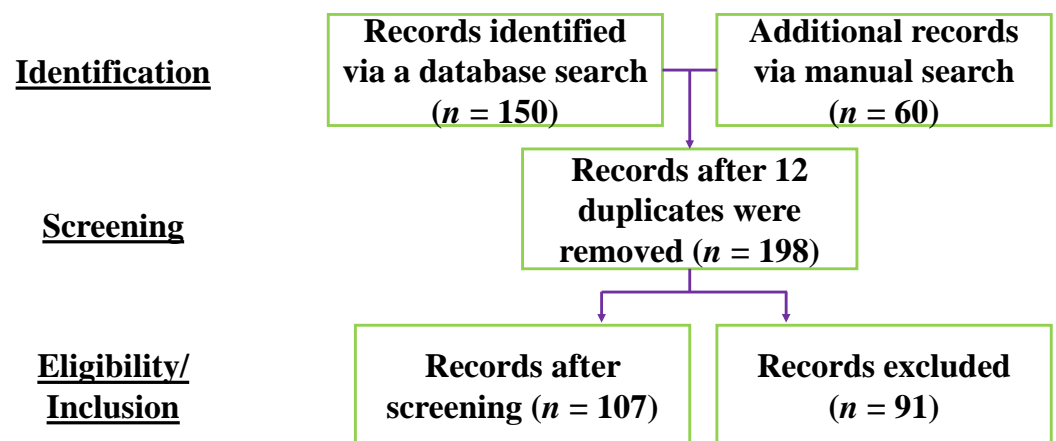 Identification
Records identified
via a database search
(n = 150)
Additional records
via manual search
(n = 60)
Screening
Records after 12
duplicates were
removed (n = 198)
Eligibility/
Inclusion
Records after
screening (n = 107)
Records excluded
(n = 91)